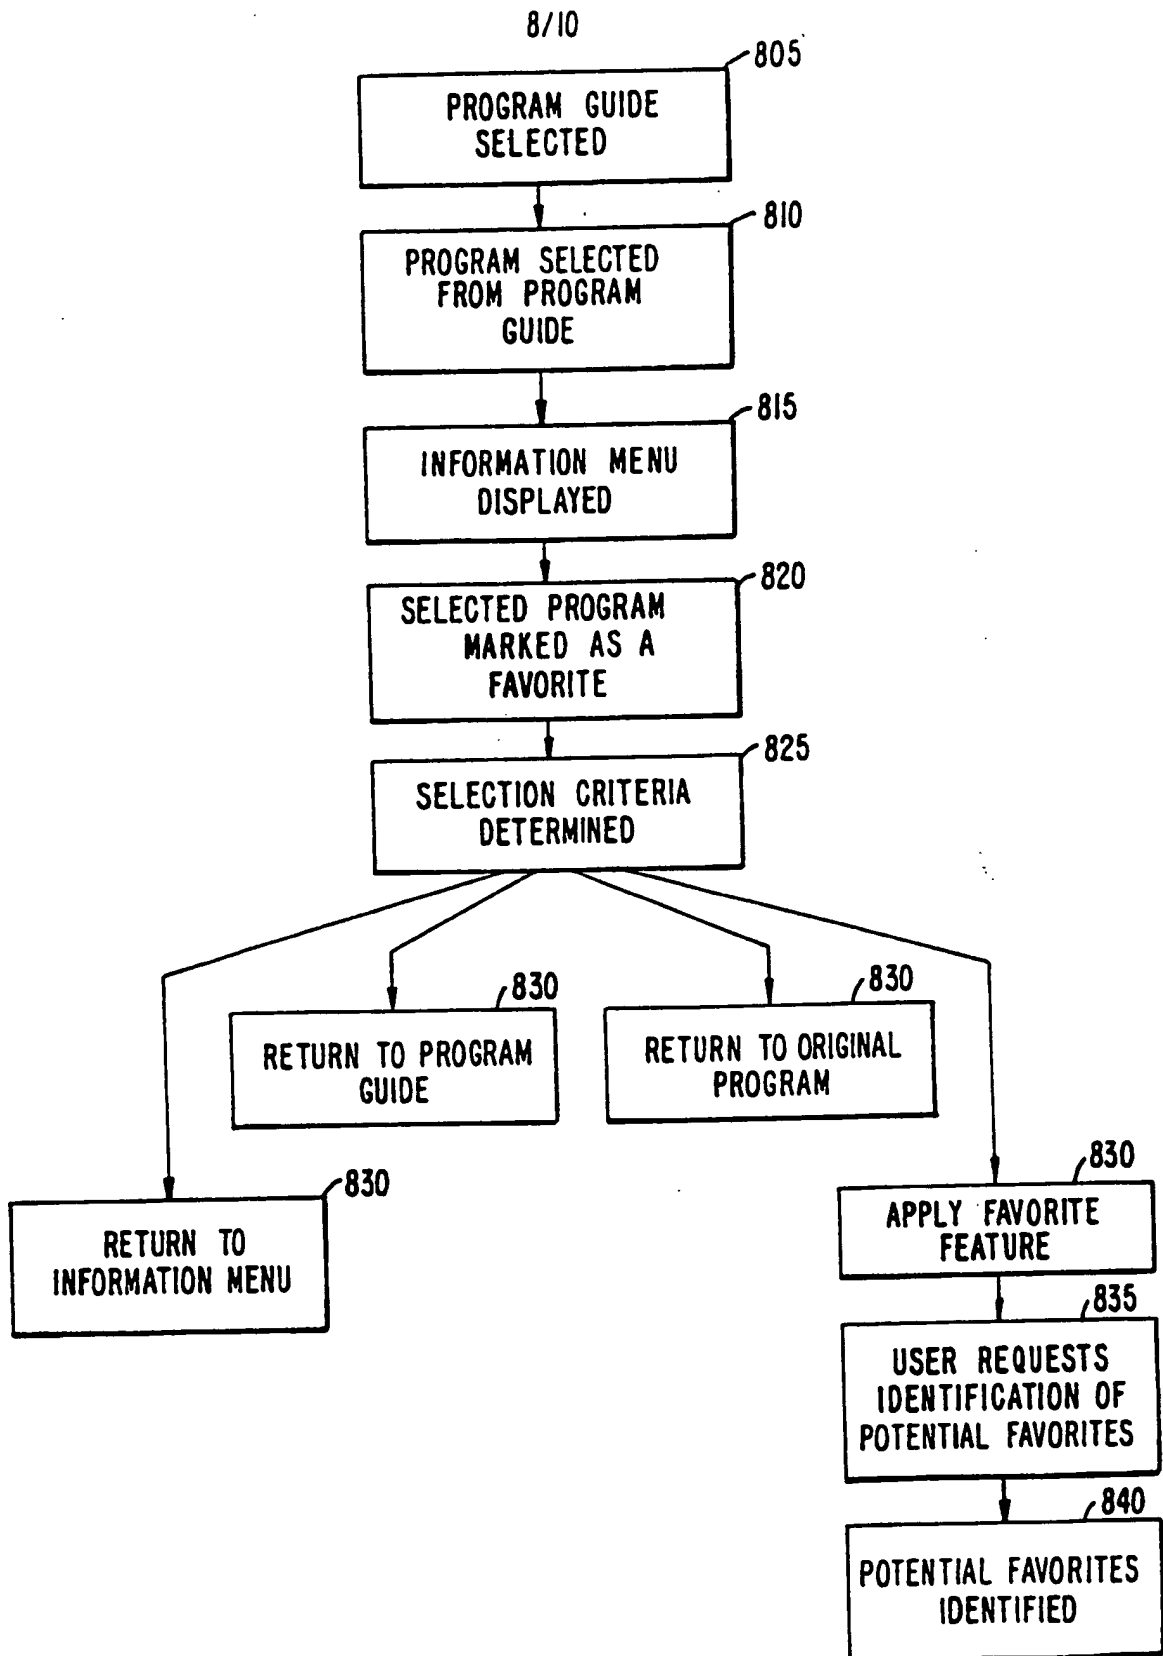 8/10
805
PROGRAM GUIDE
SELECTED
810
PROGRAM SELECTED
FROM PROGRAM
GUIDE
815
INFORMATION MENU
DISPLAYED
820
SELECTED PROGRAM
MARKED AS A
FAVORITE
825
SELECTION CRITERIA
DETERMINED
830
RETURN TO PROGRAM
GUIDE
830
RETURN TO ORIGINAL
PROGRAM
830
RETURN TO
INFORMATION MENU
830
APPLY FAVORITE
FEATURE
835
USER REQUESTS
IDENTIFICATION OF
POTENTIAL FAVORITES
840
POTENTIAL FAVORITES
IDENTIFIED